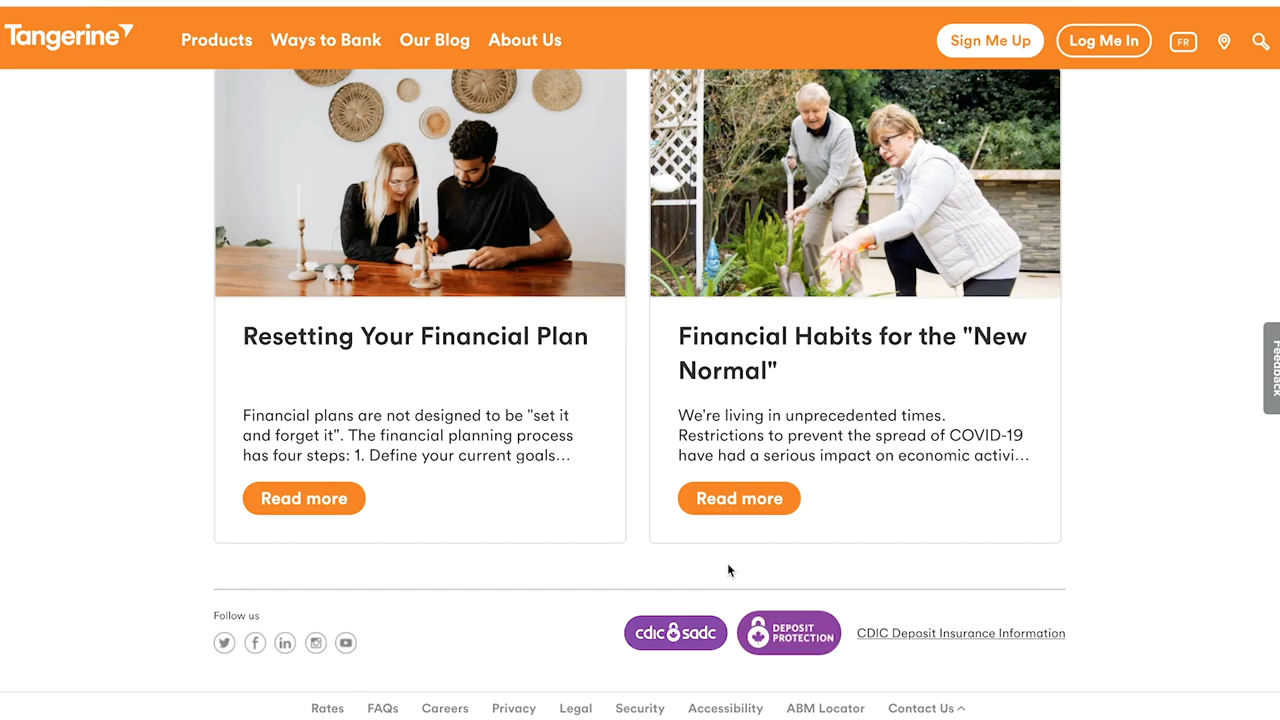 Tangerine
Products Ways to Bank Our Blog About Us
Sign Me Up Log Me In FR
Resetting Your Financial Plan
Financial plans are not designed to be "set it
and forget it". The financial planning process
has four steps: 1. Define your current goals...
Read more
Financial Habits for the "New
Normal"
We're living in unprecedented times.
Restrictions to prevent the spread of COVID-19
have had a serious impact on economic activi...
Read more
Feedback
Follow us
cdic sadc
DEPOSIT
PROTECTION
CDIC Deposit Insurance Information
Rates FAQs Careers Privacy Legal Security Accessibility ABM Locator Contact Us